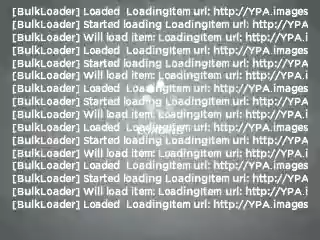 [BulkLoader] Loaded LoadingItem url: http://YPA.images
[BulkLoader] Started loading LoadingItem url: http://YPA
[BulkLoader] Will load item: LoadingItem url: http://YPA.i
[BulkLoader] Loaded LoadingItem url: http://YPA.images
[BulkLoader] Started loading LoadingItem url: http://YPA
[BulkLoader] Will load item: LoadingItem url: http://YPA.i
[BulkLoader] Loaded LoadingItem url: http://YPA.images
[BulkLoader] Started loading LoadingItem url: http://YPA
[BulkLoader] Will load item: LoadingItem url: http://YPA.i
[BulkLoader] Loaded LoadingItem url: http://YPA.images
[BulkLoader] Started loading LoadingItem url: http://YPA
[BulkLoader] Will load item: LoadingItem url: http://YPA.i
[BulkLoader] Loaded LoadingItem url: http://YPA.images
[BulkLoader] Started loading LoadingItem url: http://YPA
[BulkLoader] Will load item: LoadingItem url: http://YPA.i
[BulkLoader] Loaded LoadingItem url: http://YPA.images